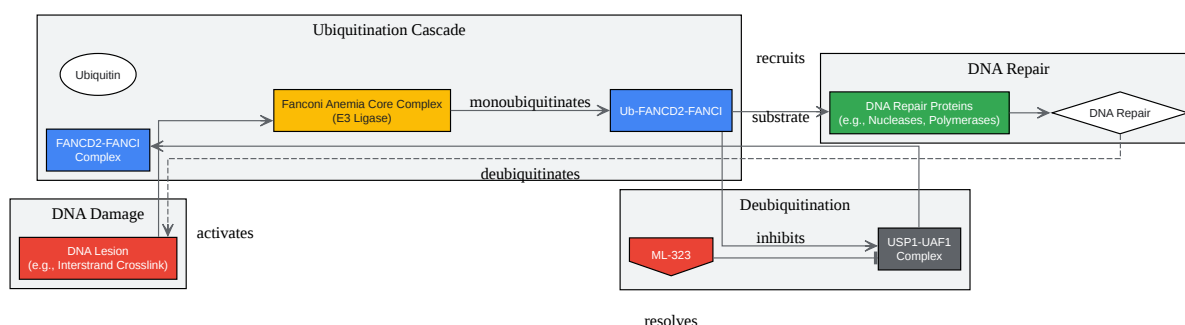 Ubiquitination Cascade
Ubiquitin
recruits
DNA Repair
Fanconi Anemia Core Complex
(E3 Ligase)
monoubiquitinates
Ub-FANCD2-FANCI
substrate
DNA Repair Proteins
(e.g., Nucleases, Polymerases)
DNA Repair
FANCD2-FANCI
Complex
deubiquitinates
DNA Damage
activates
DNA Lesion
(e.g., Interstrand Crosslink)
Deubiquitination
inhibits
ML-323
USP1-UAF1
Complex
resolves